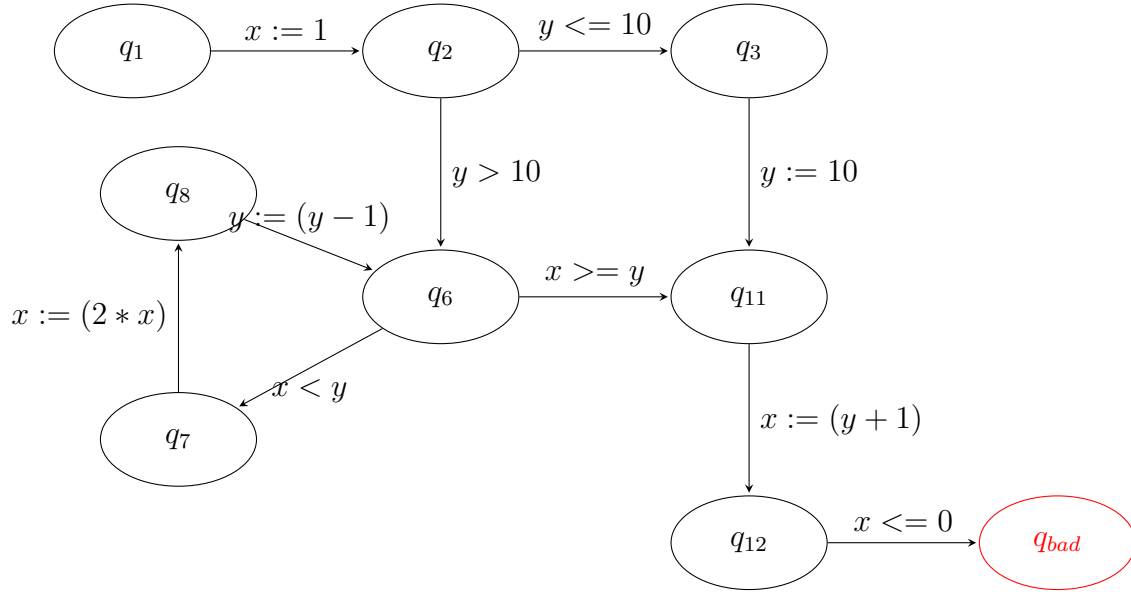 x := 1
y <= 10
q1
q2
q3
y > 10
y := 10
q8
y := (y − 1)
x >= y
q6
q11
x := (2 ∗ x)
x < y
x := (y + 1)
q7
x <= 0
q12
qbad